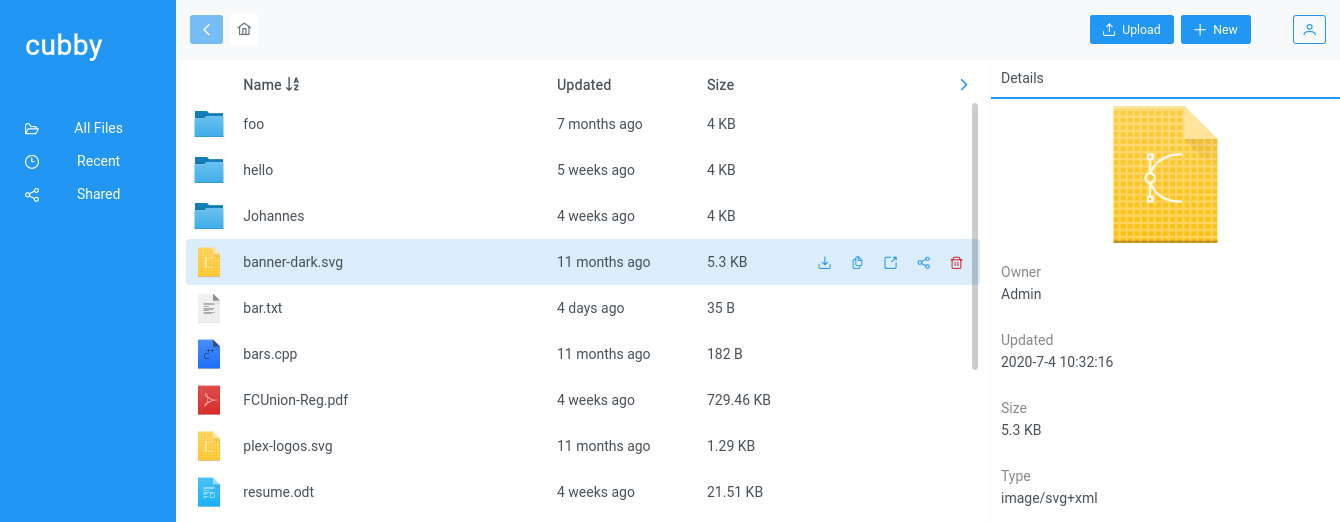 cubby
All Files
Recent
Shared
Upload
New
Name Updated Size
foo 7 months ago 4 KB
hello 5 weeks ago 4 KB
Johannes 4 weeks ago 4 KB
banner-dark.svg 11 months ago 5.3 KB
bar.txt 4 days ago 35 B
bars.cpp 11 months ago 182 B
FCUnion-Reg.pdf 4 weeks ago 729.46 KB
plex-logos.svg 11 months ago 1.29 KB
resume.odt 4 weeks ago 21.51 KB
Details
Owner
Admin
Updated
2020-7-4 10:32:16
Size
5.3 KB
Type
image/svg+xml